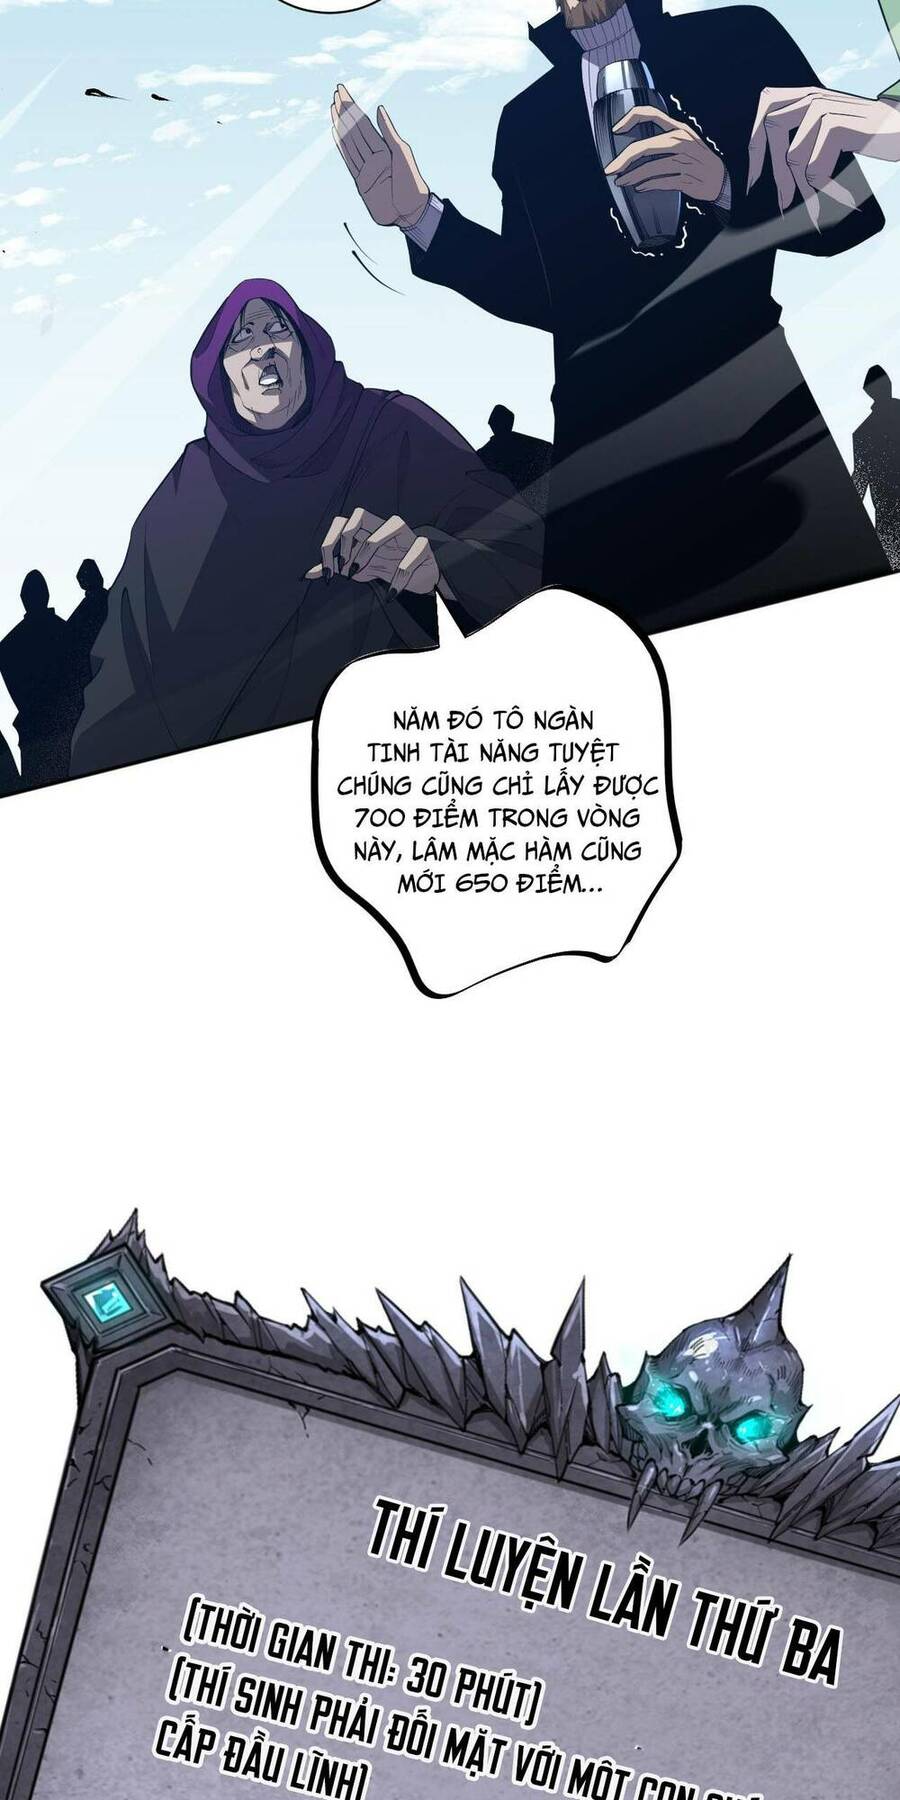 NĂM ĐÓ TÔ NGÀN
TINH TÀI NĂNG TUYỆT
CHÚNG CŨNG CHỈ LẤY ĐƯỢC
700 ĐIỂM TRONG VÒNG
NÀY, LÂM MẶC HÀM CŨNG
MỚI 650 ĐIỂM...
THÍ LUYỆN LẦN THỨ BA
[THỜI GIAN THI: 30 PHÚT]
[THÍ SINH PHẢI ĐỐI MẶT VỚI MỘT CON
CẤP ĐẦU LĨNH]